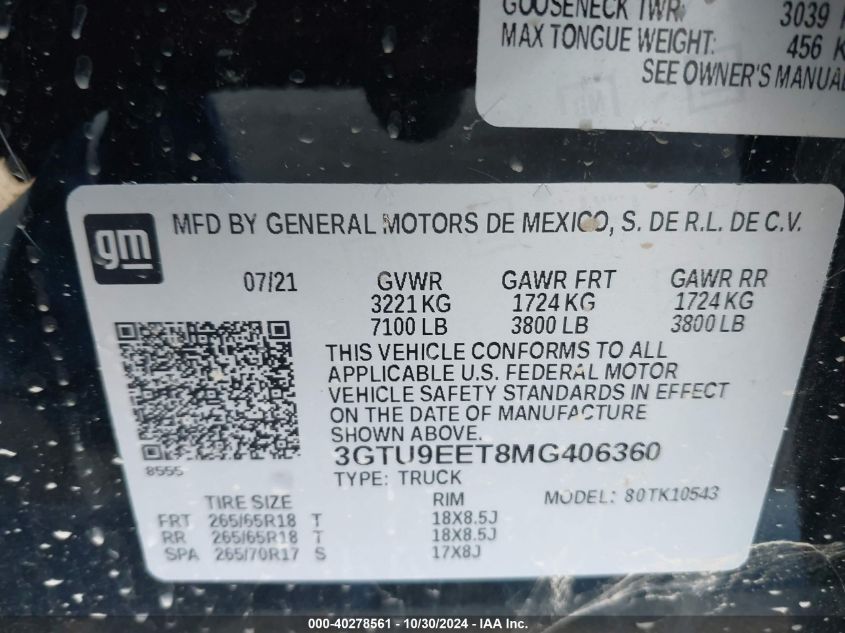 GOOSENECK TWR: 3039
MAX TONGUE WEIGHT: 456
SEE OWNER'S MANUAL
gm
MFD BY GENERAL MOTORS DE MEXICO, S. DE R.L. DE C.V.
07/21 GVWR GAWR FRT GAWR RR
3221 KG 1724 KG 1724 KG
7100 LB 3800 LB 3800 LB
THIS VEHICLE CONFORMS TO ALL
APPLICABLE U.S. FEDERAL MOTOR
VEHICLE SAFETY STANDARDS IN EFFECT
ON THE DATE OF MANUFACTURE
SHOWN ABOVE.
8555
3GTU9EET8MG406360
TYPE: TRUCK
MODEL: 80TK10543
TIRE SIZE RIM
FRT 265/65R18 T 18X8.5J
RR 265/65R18 T 18X8.5J
SPA 265/70R17 S 17X8J
000-40278561 - 10/30/2024 - IAA Inc.